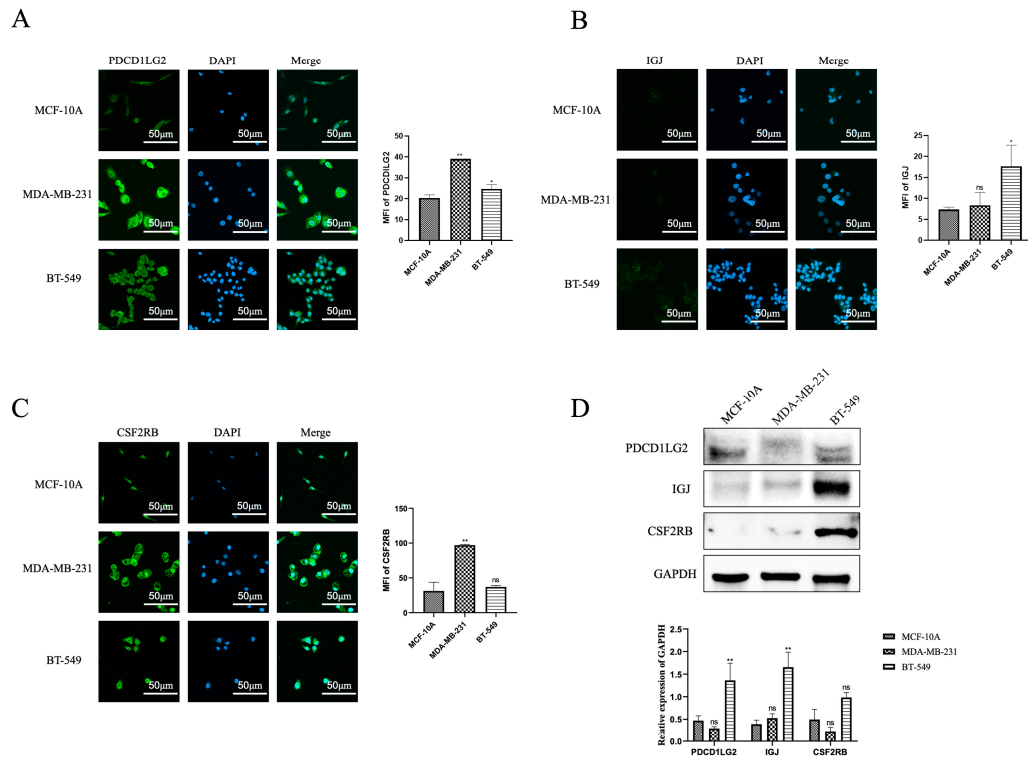 A
PDCD1LG2 DAPI Merge
MCF-10A
50μm 50μm 50μm
MDA-MB-231
50μm 50μm 50μm
BT-549
50μm 50μm 50μm
MFI of PDCDILG2
50
40
30
20
10
0
** *
MCF-10A MDA-MB-231 BT-549
B
IGJ DAPI Merge
MCF-10A
50μm 50μm 50μm
MDA-MB-231
50μm 50μm 50μm
BT-549
50μm 50μm 50μm
MFI of IGJ
25
20
15
10
5
0
ns *
MCF-10A MDA-MB-231 BT-549
C
CSF2RB DAPI Merge
MCF-10A
50μm 50μm 50μm
MDA-MB-231
50μm 50μm 50μm
BT-549
50μm 50μm 50μm
MFI of CSF2RB
150
100
50
0
** ns
MCF-10A MDA-MB-231 BT-549
D
MCF-10A MDA-MB-231 BT-549
PDCD1LG2
IGJ
CSF2RB
GAPDH
Relative expression of GAPDH
2.5
2.0
1.5
1.0
0.5
0.0
ns ** ns ** ns ns
PDCD1LG2 IGJ CSF2RB
MCF-10A
MDA-MB-231
BT-549